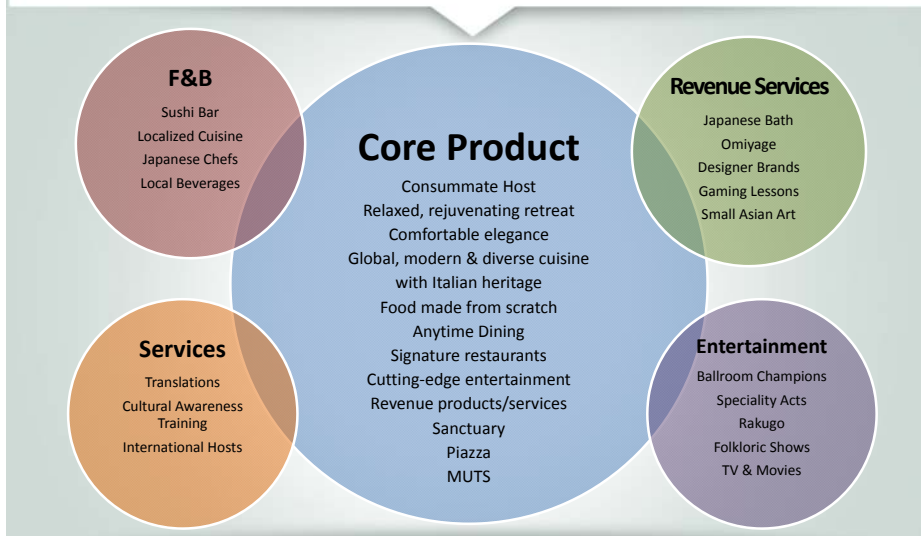 F&B
Sushi Bar
Localized Cuisine
Japanese Chefs
Local Beverages
Core Product
Consummate Host
Relaxed, rejuvenating retreat
Comfortable elegance
Global, modern & diverse cuisine
with Italian heritage
Food made from scratch
Anytime Dining
Signature restaurants
Cutting-edge entertainment
Revenue products/services
Sanctuary
Piazza
MUTS
Revenue Services
Japanese Bath
Omiyage
Designer Brands
Gaming Lessons
Small Asian Art
Services
Translations
Cultural Awareness
Training
International Hosts
Entertainment
Ballroom Champions
Speciality Acts
Rakugo
Folkloric Shows
TV & Movies